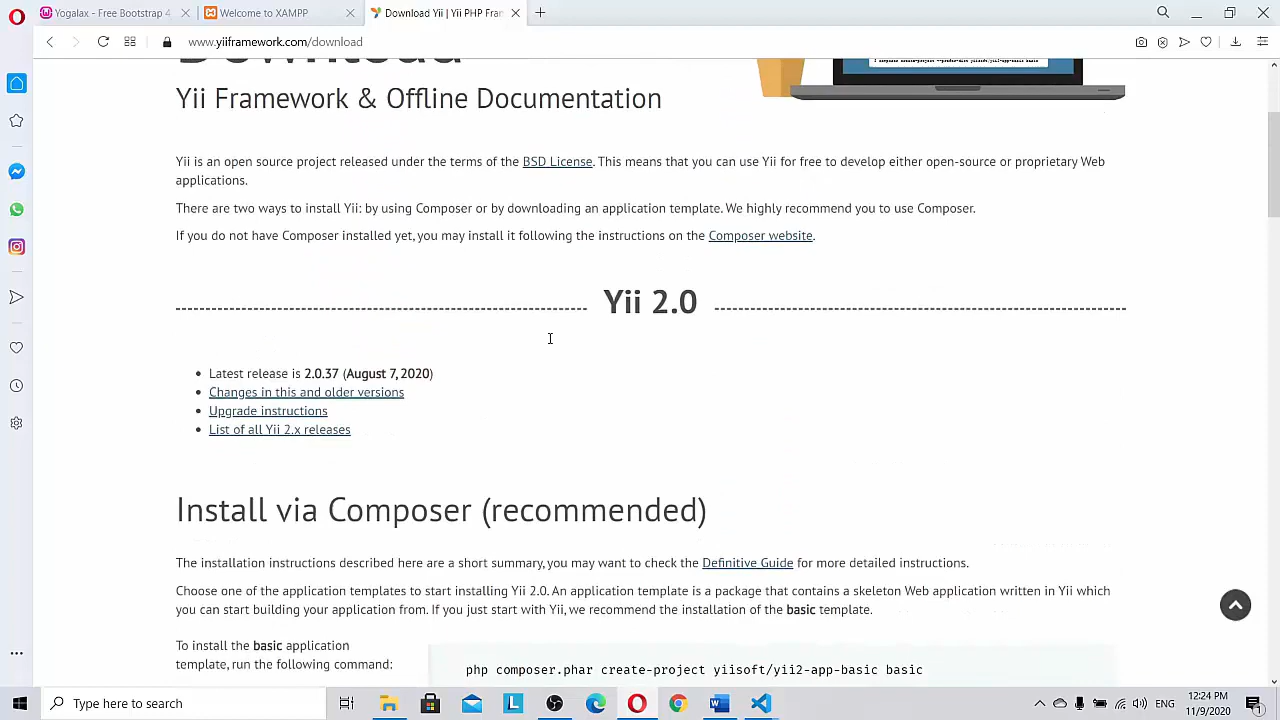 Yogalax - Free Bootstrap 4
Welcome to XAMPP
Download Yii | Yii PHP Fran
www.yiiframework.com/download
Download
Yii Framework & Offline Documentation
Yii is an open source project released under the terms of the BSD License. This means that you can use Yii for free to develop either open-source or proprietary Web
applications.
There are two ways to install Yii: by using Composer or by downloading an application template. We highly recommend you to use Composer.
If you do not have Composer installed yet, you may install it following the instructions on the Composer website.
Yii 2.0
Latest release is 2.0.37 (August 7, 2020)
Changes in this and older versions
Upgrade instructions
List of all Yii 2.x releases
Install via Composer (recommended)
The installation instructions described here are a short summary, you may want to check the Definitive Guide for more detailed instructions.
Choose one of the application templates to start installing Yii 2.0. An application template is a package that contains a skeleton Web application written in Yii which
you can start building your application from. If you just start with Yii, we recommend the installation of the basic template.
To install the basic application
template, run the following command:
php composer.phar create-project yiisoft/yii2-app-basic basic
Type here to search
ENG
12:24 PM
11/9/2020